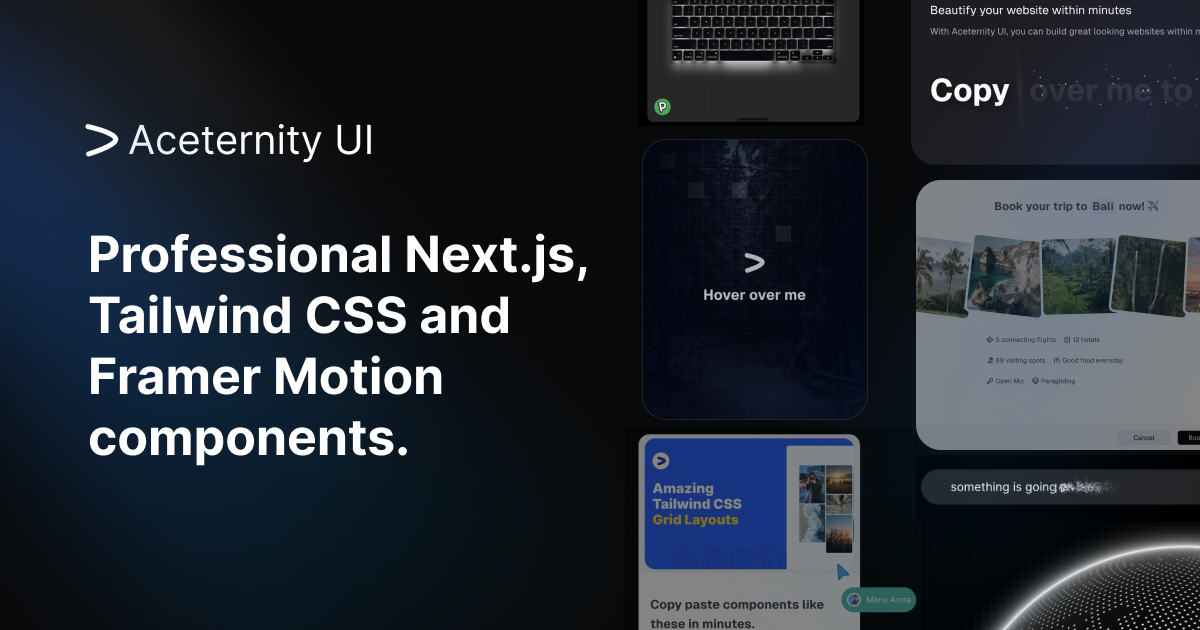 Aceternity UI
Professional Next.js,
Tailwind CSS and
Framer Motion
components.
Hover over me
Amazing
Tailwind CSS
Grid Layouts
Copy paste components like
these in minutes.
Manu Arora
Beautify your website within minutes
With Aceternity UI, you can build great looking websites within
Copy over me to
Book your trip to Bali now! ✈️
5 connecting flights 12 hotels
69 visiting spots Good food everyday
Open Mic Paragliding
Cancel Boo
something is going